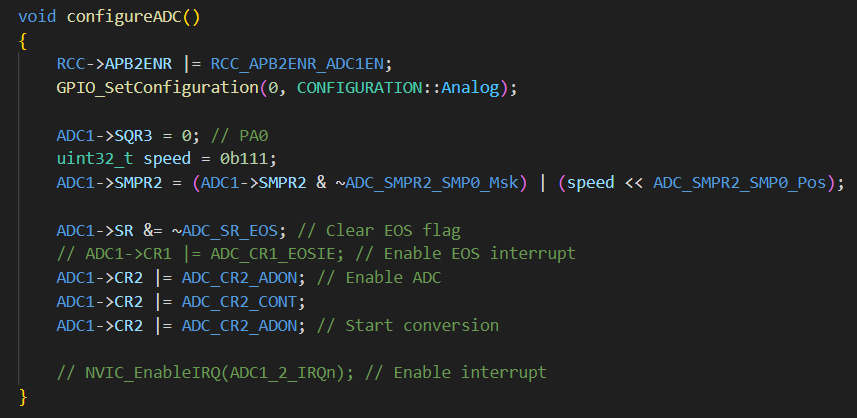 void configureADC()
{
RCC->APB2ENR |= RCC_APB2ENR_ADC1EN;
GPIO_SetConfiguration(0, CONFIGURATION::Analog);
ADC1->SQR3 = 0; // PA0
uint32_t speed = 0b111;
ADC1->SMPR2 = (ADC1->SMPR2 & ~ADC_SMPR2_SMP0_Msk) | (speed << ADC_SMPR2_SMP0_Pos);
ADC1->SR &= ~ADC_SR_EOS; // Clear EOS flag
// ADC1->CR1 |= ADC_CR1_EOSIE; // Enable EOS interrupt
ADC1->CR2 |= ADC_CR2_ADON; // Enable ADC
ADC1->CR2 |= ADC_CR2_CONT;
ADC1->CR2 |= ADC_CR2_ADON; // Start conversion
// NVIC_EnableIRQ(ADC1_2_IRQn); // Enable interrupt
}